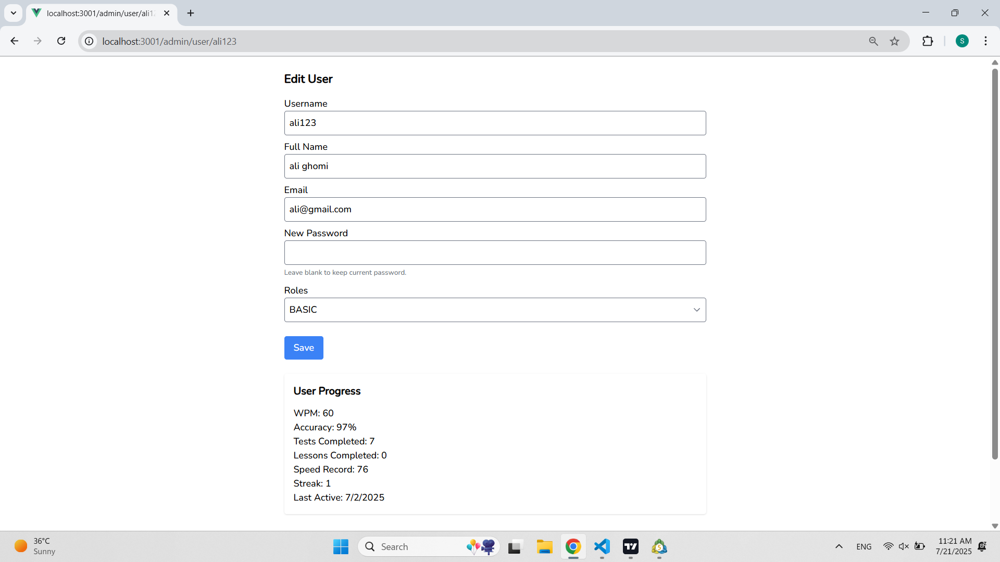 localhost:3001/admin/user/ali12
localhost:3001/admin/user/ali123
S
Edit User
Username
ali123
Full Name
ali ghomi
Email
ali@gmail.com
New Password
Leave blank to keep current password.
Roles
BASIC
Save
User Progress
WPM: 60
Accuracy: 97%
Tests Completed: 7
Lessons Completed: 0
Speed Record: 76
Streak: 1
Last Active: 7/2/2025
36°C
Sunny
Search
5
ENG
11:21 AM
7/21/2025